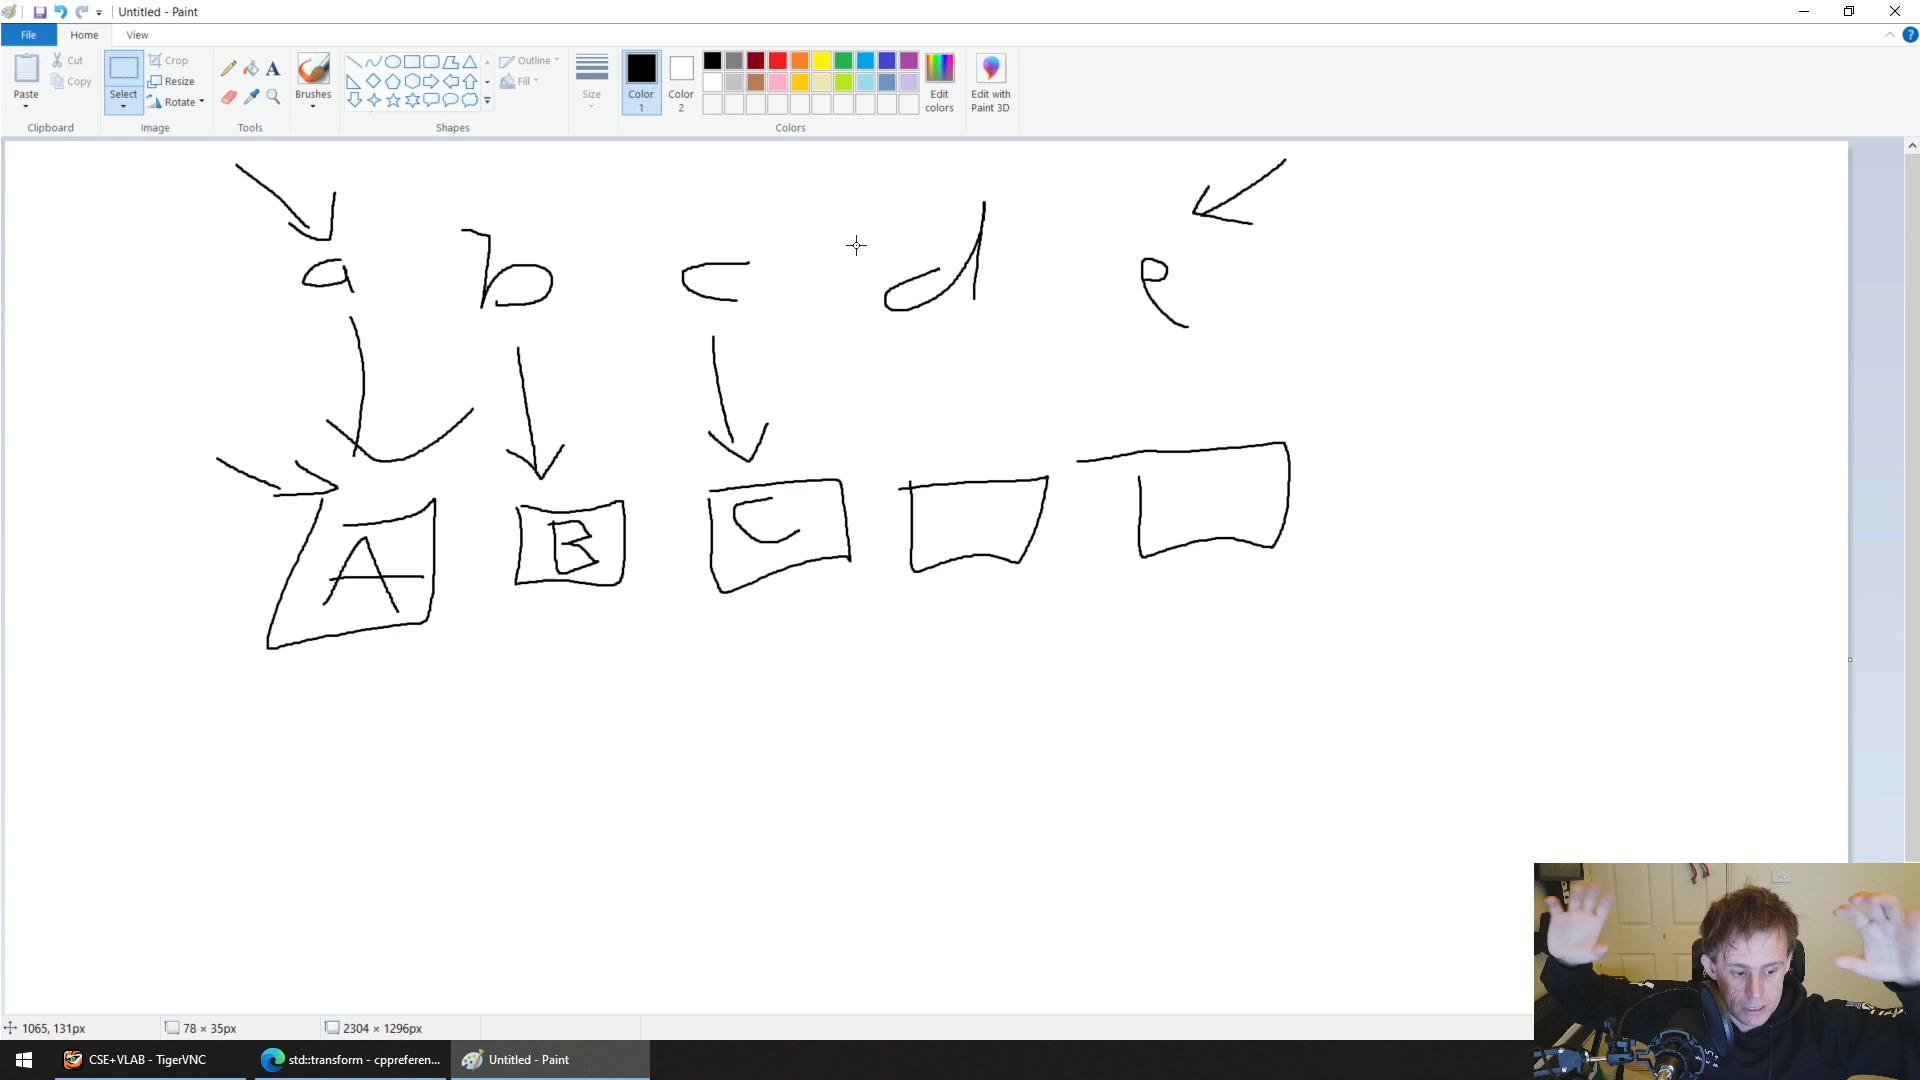 Untitled - Paint
File Home View
Paste
Cut
Copy
Clipboard
Select
Crop
Resize
Rotate
Image
Tools
Brushes
Shapes
Outline
Fill
Size
Color 1
Color 2
Edit colors
Colors
Edit with Paint 3D
a b c d e
A B C
1065, 131px 78 × 35px 2304 × 1296px
CSE+VLAB - TigerVNC std::transform - cppreferen... Untitled - Paint